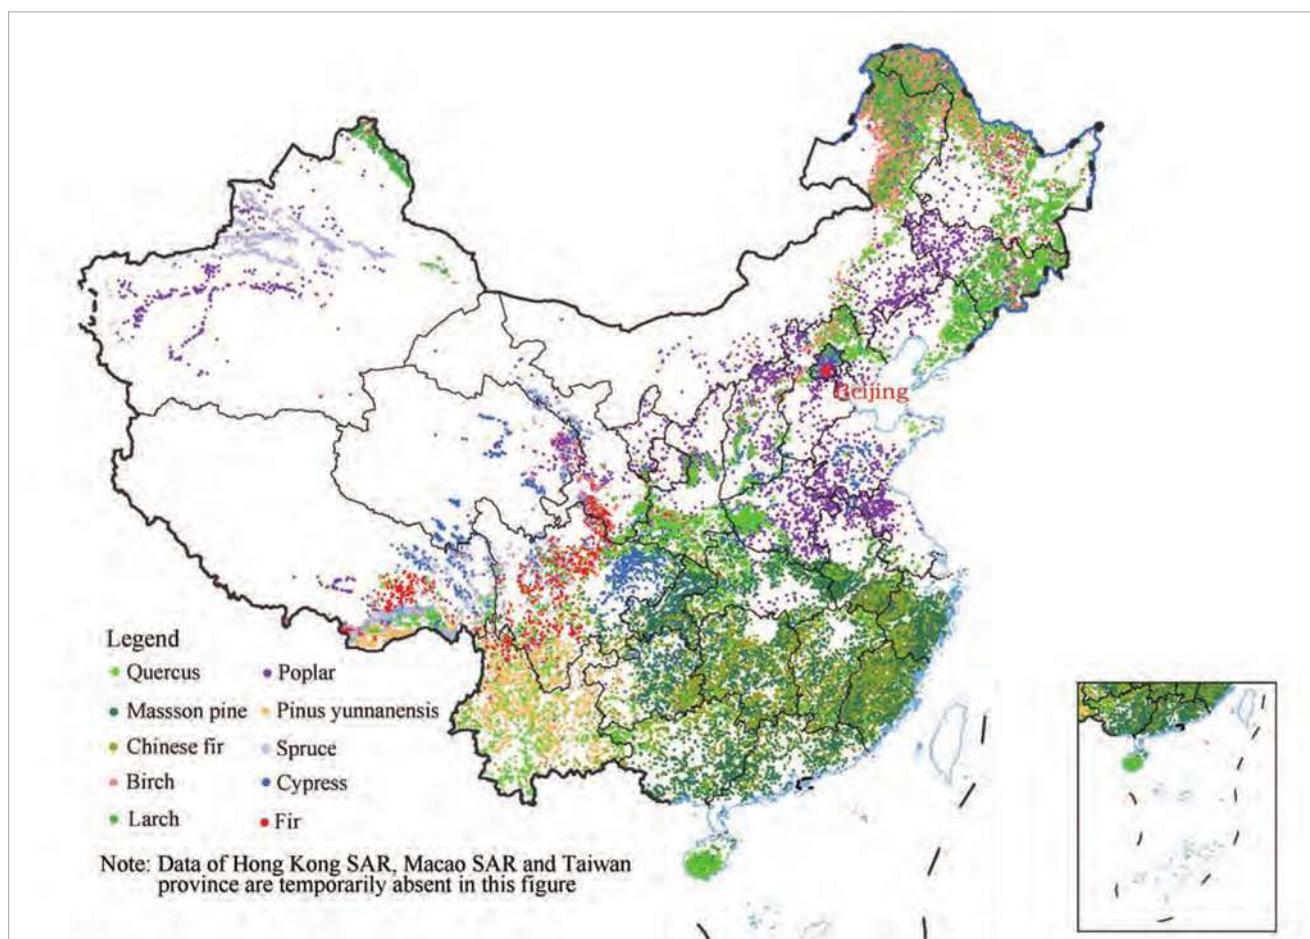 Beijing
Legend
Quercus
Poplar
Massson pine
Pinus yunnanensis
Chinese fir
Spruce
Birch
Cypress
Larch
Fir
Note: Data of Hong Kong SAR, Macao SAR and Taiwan
province are temporarily absent in this figure